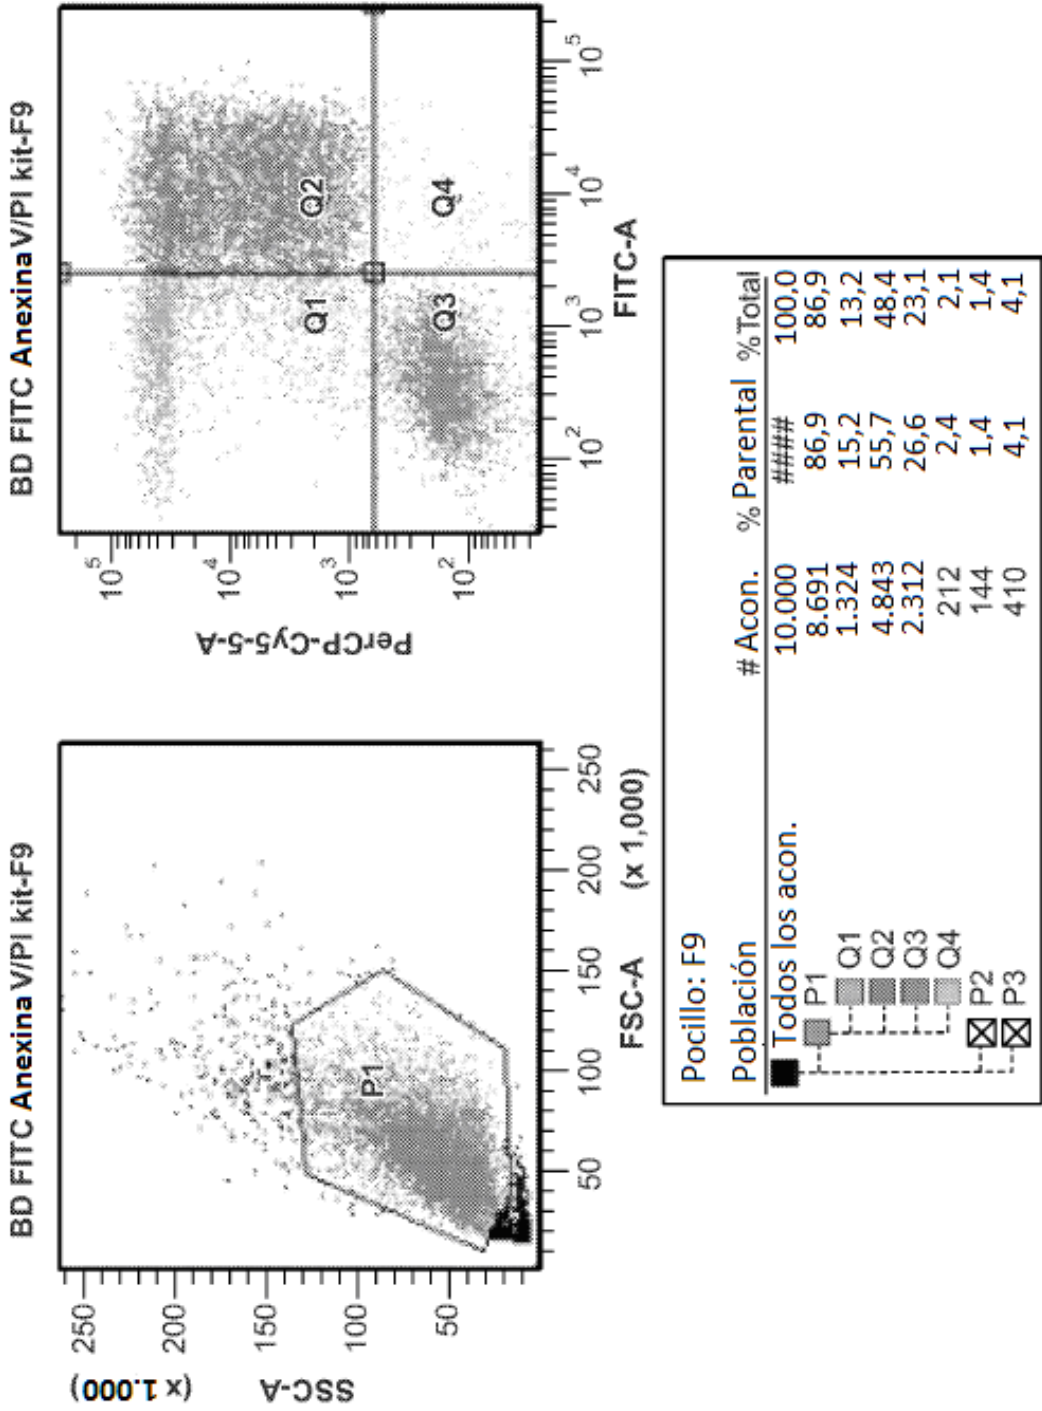 BD FITC Anexina V/PI kit-F9
SSC-A
(x 1.000)
250
200
150
100
50
P1
50
100
150
200
250
FSC-A
(x 1,000)
BD FITC Anexina V/PI kit-F9
PerCP-Cy5-5-A
10^5
10^4
10^3
10^2
Q1
Q2
Q3
Q4
10^2
10^3
10^4
10^5
FITC-A
Pocillo: F9
Población # Acon. % Parental % Total
Todos los acon. 10.000 #### 100,0
P1 8.691 86,9 86,9
Q1 1.324 15,2 13,2
Q2 4.843 55,7 48,4
Q3 2.312 26,6 23,1
Q4 212 2,4 2,1
P2 144 1,4 1,4
P3 410 4,1 4,1